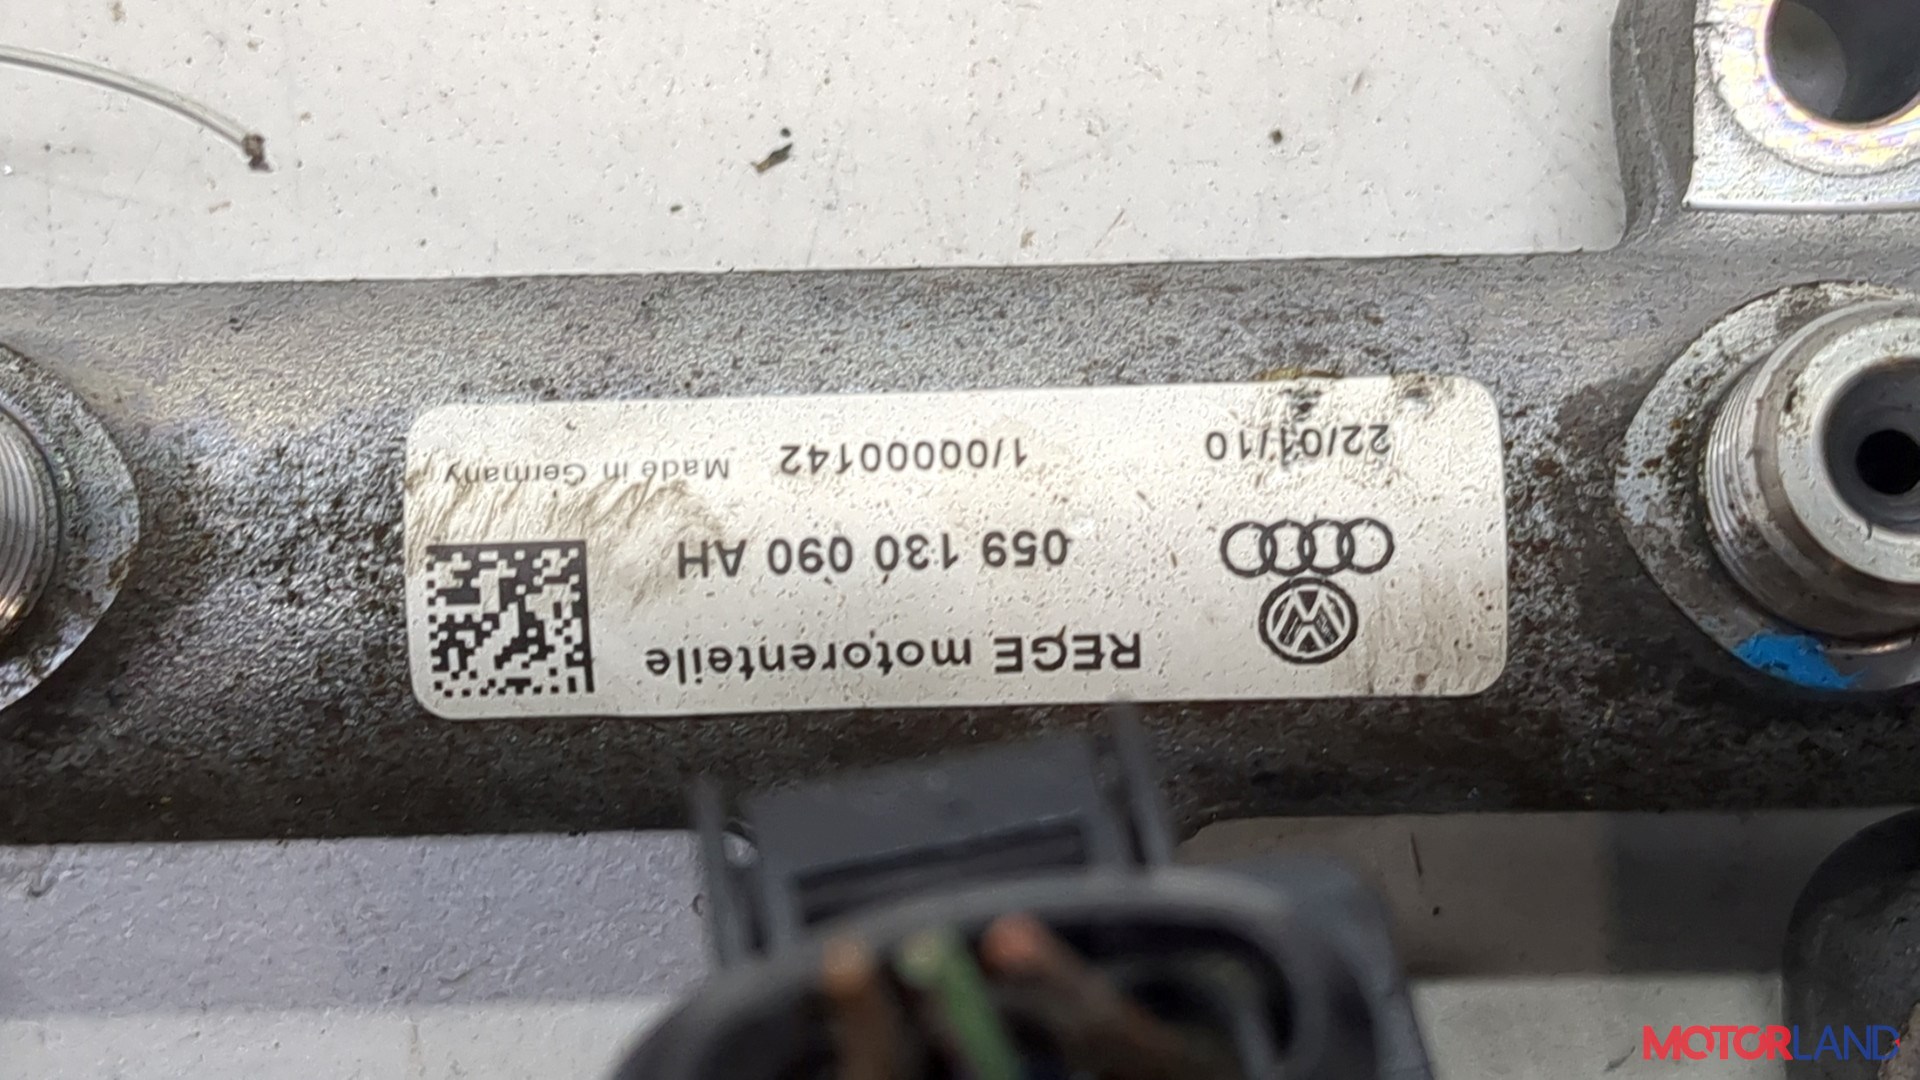 REGE motorenteile
059 130 090 AH
22/01/10 1/00000142 Made in Germany
MOTORLAND